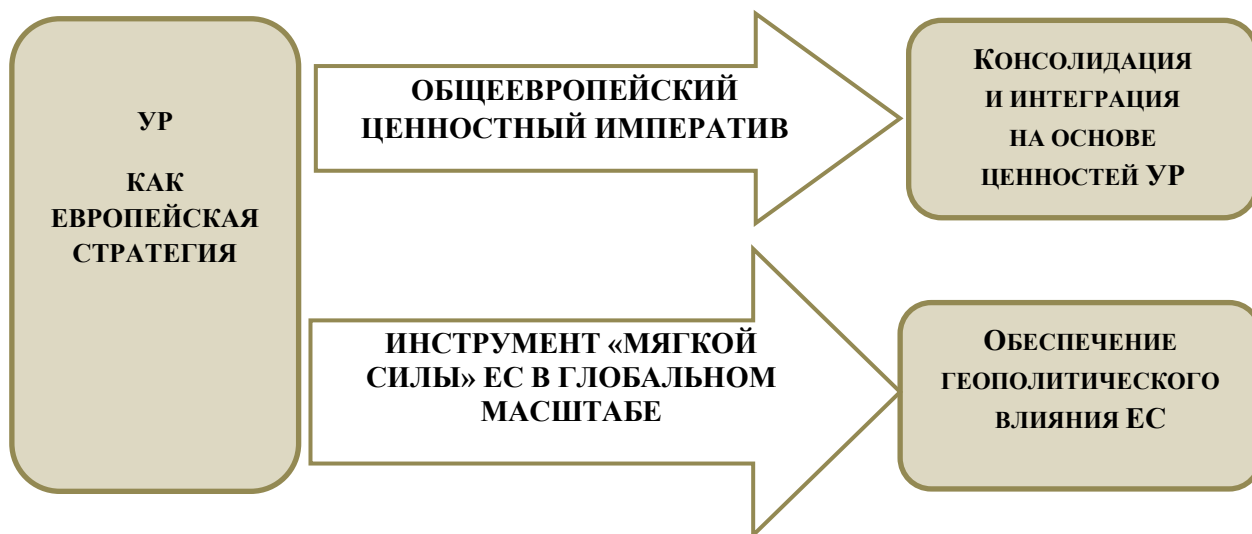 УР
КАК
ЕВРОПЕЙСКАЯ
СТРАТЕГИЯ
ОБЩЕЕВРОПЕЙСКИЙ
ЦЕННОСТНЫЙ ИМПЕРАТИВ
КОНСОЛИДАЦИЯ
И ИНТЕГРАЦИЯ
НА ОСНОВЕ
ЦЕННОСТЕЙ УР
ИНСТРУМЕНТ «МЯГКОЙ
СИЛЫ» ЕС В ГЛОБАЛЬНОМ
МАСШТАБЕ
ОБЕСПЕЧЕНИЕ
ГЕОПОЛИТИЧЕСКОГО
ВЛИЯНИЯ ЕС